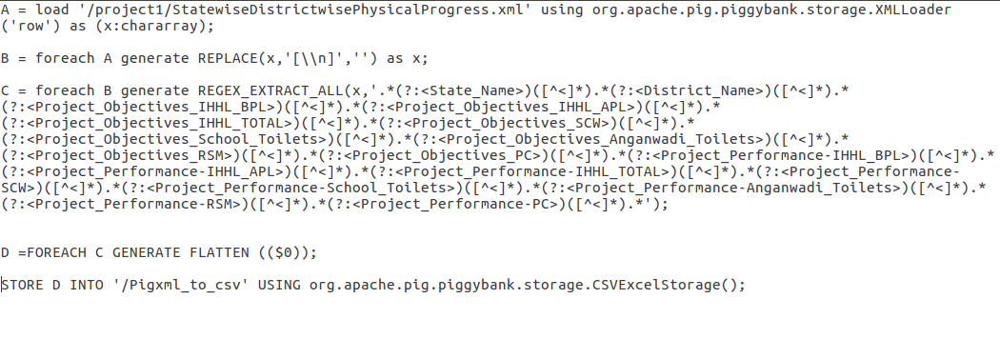 A = load '/project1/StatewiseDistrictwisePhysicalProgress.xml' using org.apache.pig.piggybank.storage.XMLLoader
('row') as (x:chararray);
B = foreach A generate REPLACE(x,'[\\n]','') as x;
C = foreach B generate REGEX_EXTRACT_ALL(x,'.*(?:<State_Name>)([^<]*).*(?:<District_Name>)([^<]*).*
(?:<Project_Objectives_IHHL_BPL>)([^<]*).*(?:<Project_Objectives_IHHL_APL>)([^<]*).*
(?:<Project_Objectives_IHHL_TOTAL>)([^<]*).*(?:<Project_Objectives_SCW>)([^<]*).*
(?:<Project_Objectives_School_Toilets>)([^<]*).*(?:<Project_Objectives_Anganwadi_Toilets>)([^<]*).*
(?:<Project_Objectives_RSM>)([^<]*).*(?:<Project_Objectives_PC>)([^<]*).*(?:<Project_Performance-IHHL_BPL>)([^<]*).*
(?:<Project_Performance-IHHL_APL>)([^<]*).*(?:<Project_Performance-IHHL_TOTAL>)([^<]*).*(?:<Project_Performance-
SCW>)([^<]*).*(?:<Project_Performance-School_Toilets>)([^<]*).*(?:<Project_Performance-Anganwadi_Toilets>)([^<]*).*
(?:<Project_Performance-RSM>)([^<]*).*(?:<Project_Performance-PC>)([^<]*).*');
D =FOREACH C GENERATE FLATTEN (($0));
STORE D INTO '/Pigxml_to_csv' USING org.apache.pig.piggybank.storage.CSVExcelStorage();